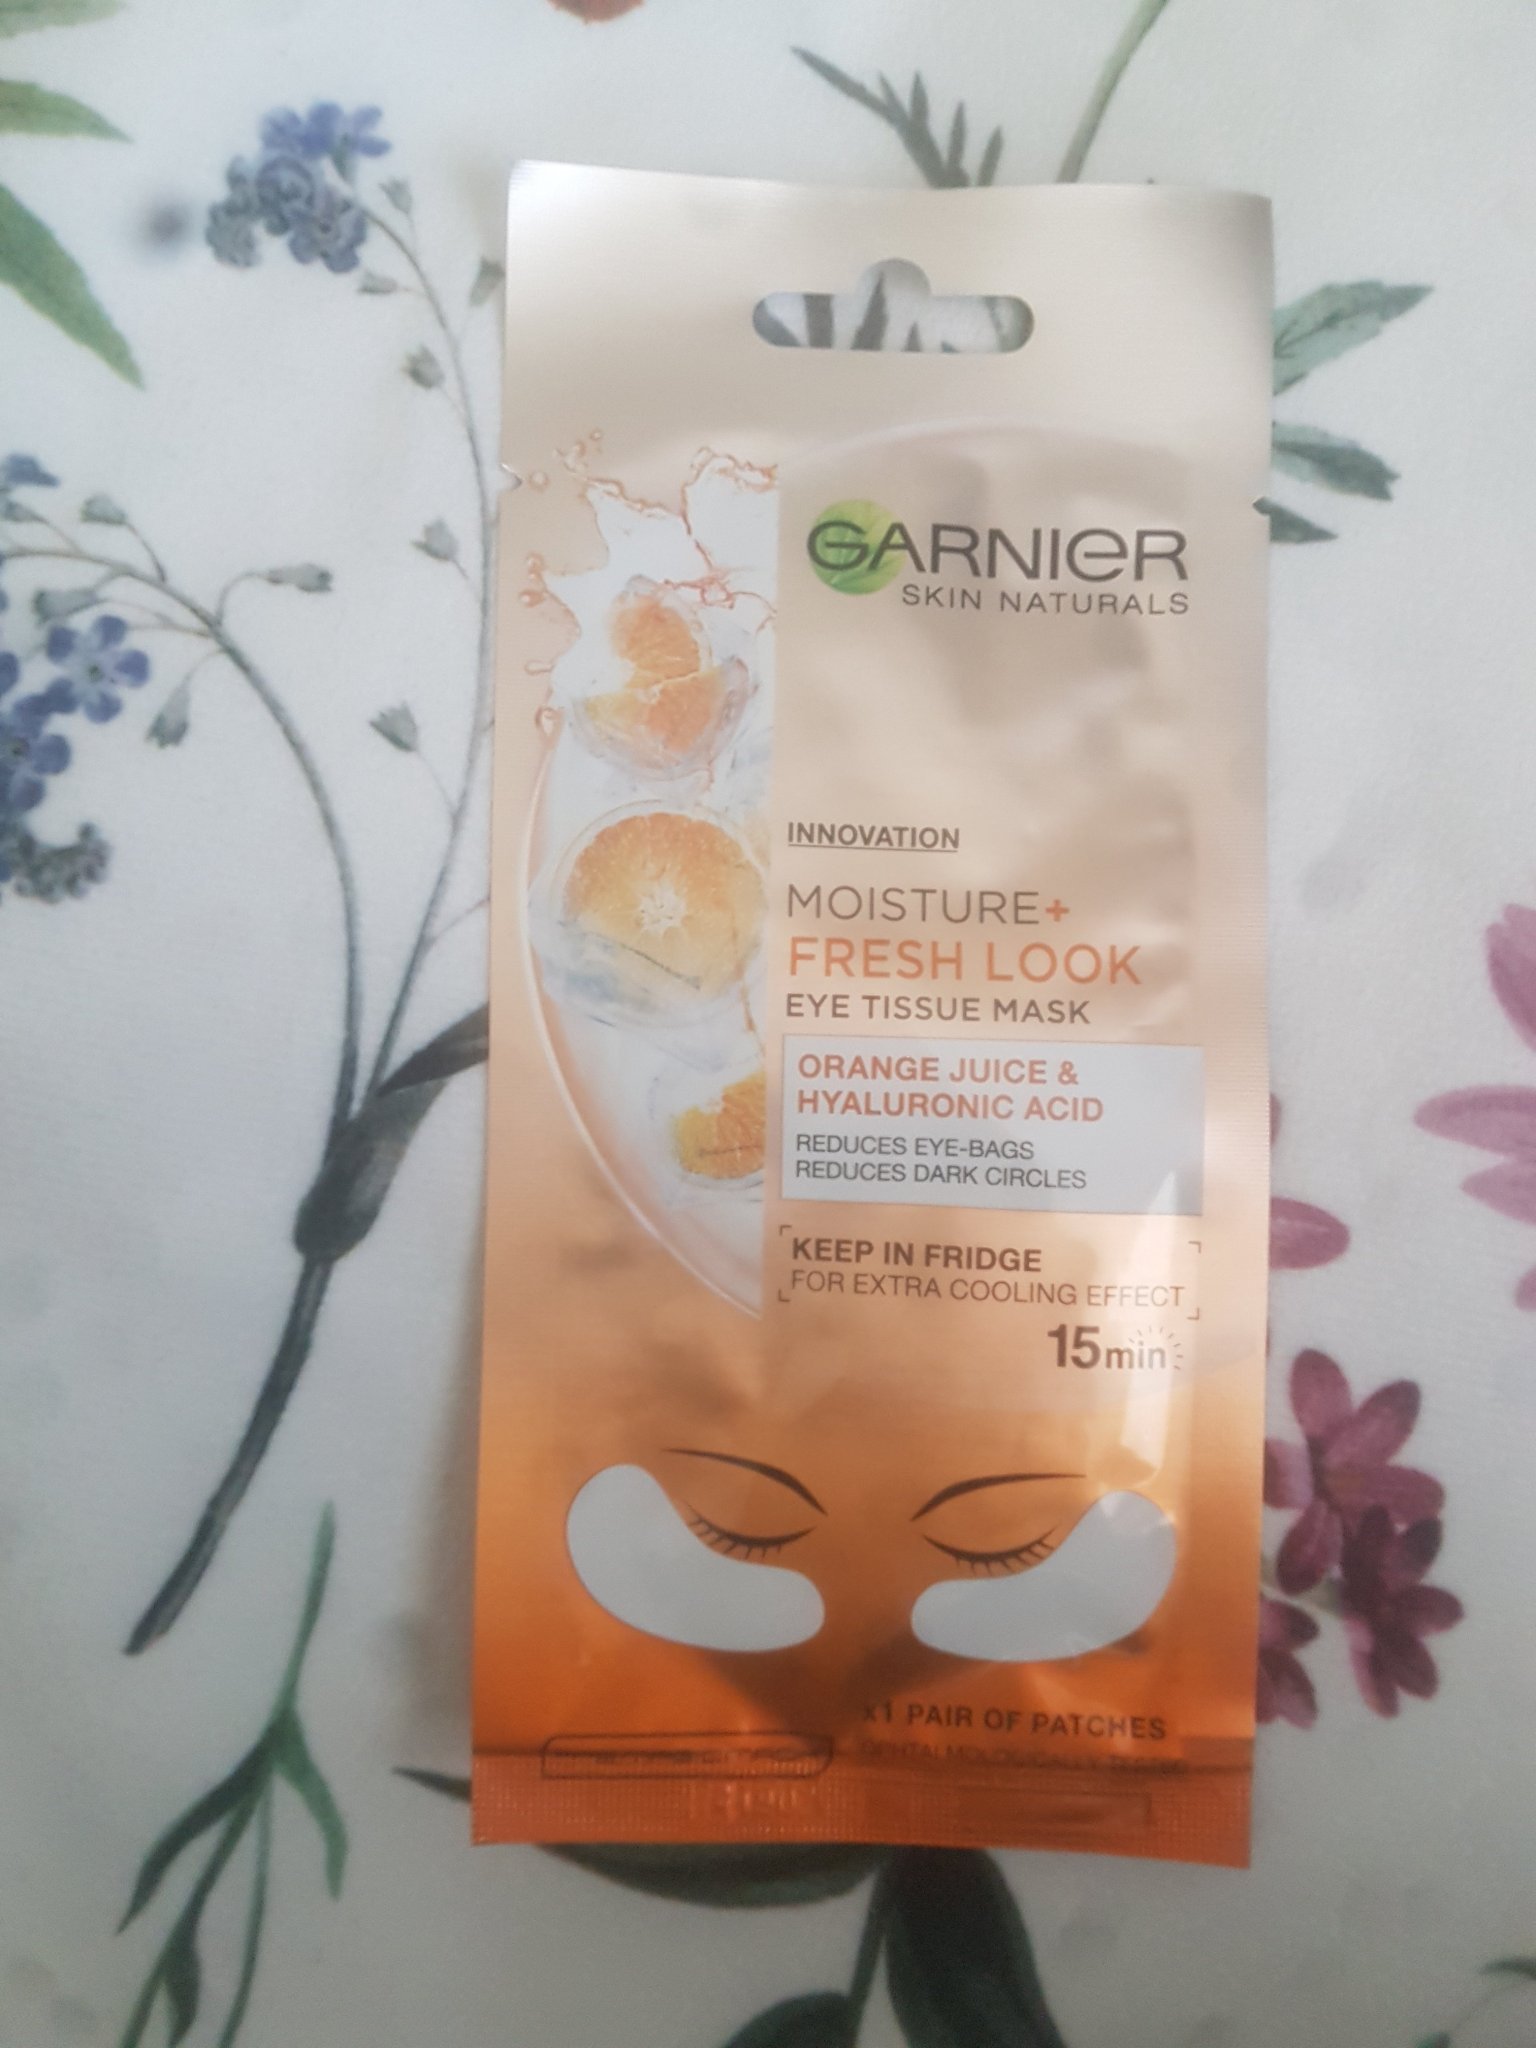 GARNIER
SKIN NATURALS
INNOVATION
MOISTURE+
FRESH LOOK
EYE TISSUE MASK
ORANGE JUICE &
HYALURONIC ACID
REDUCES EYE-BAGS
REDUCES DARK CIRCLES
KEEP IN FRIDGE
FOR EXTRA COOLING EFFECT
15min
x1 PAIR OF PATCHES